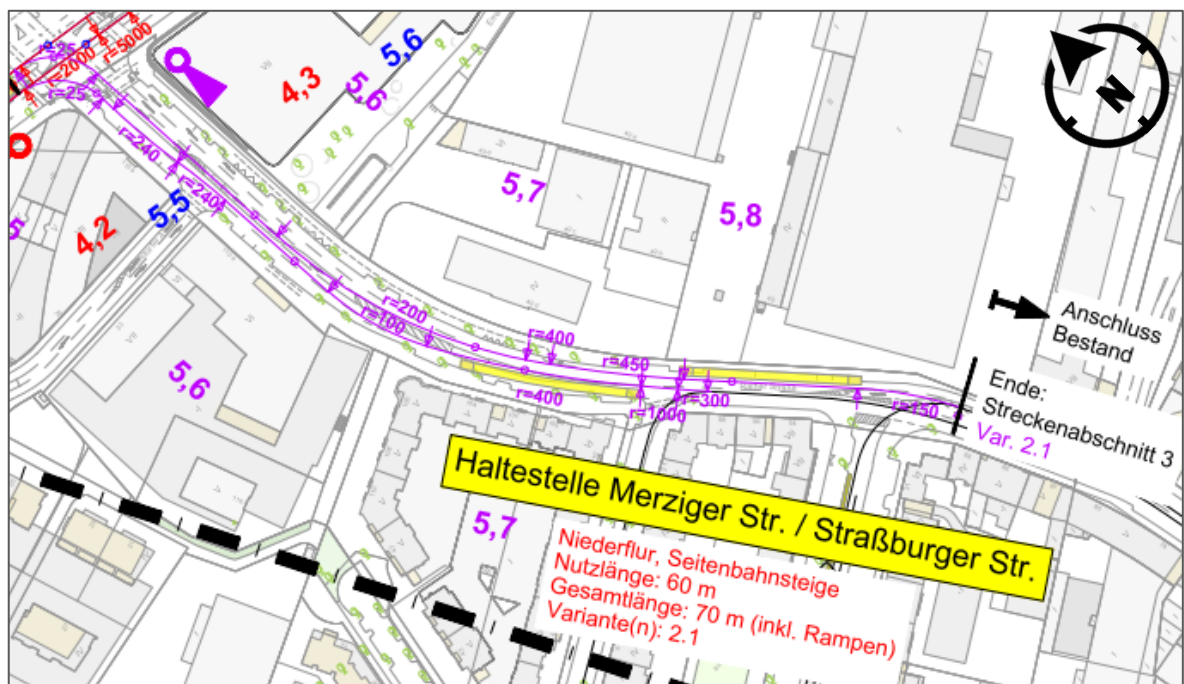 r=25
r=2000
r=5000
r=25
4,3
5,6
5,6
N
r=240
r=240
5,5
4,2
5
5,7
5,8
r=200
r=100
r=400
r=450
r=400
r=1000
r=300
r=150
Anschluss
Bestand
Ende:
Streckenabschnitt 3
Var. 2.1
5,6
Haltestelle Merziger Str. / Straßburger Str.
5,7
Niederflur, Seitenbahnsteige
Nutzlänge: 60 m
Gesamtlänge: 70 m (inkl. Rampen)
Variante(n): 2.1